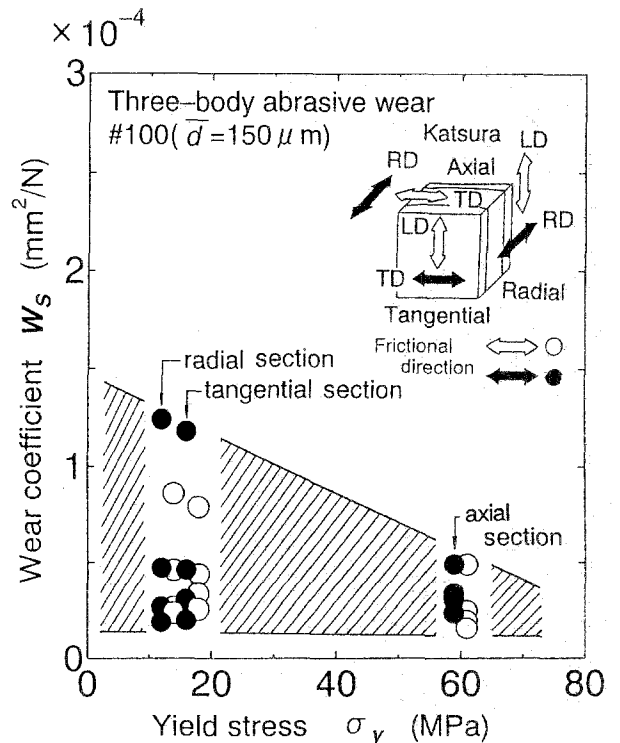 × 10⁻⁴
3
2
1
0
Wear coefficient Ws (mm²/N)
Three–body abrasive wear
#100( d̄ =150 μ m)
Katsura
LD
RD
Axial
TD
RD
LD
TD
Radial
Tangential
Frictional
direction
radial section
tangential section
axial
section
0
20
40
60
80
Yield stress σy (MPa)